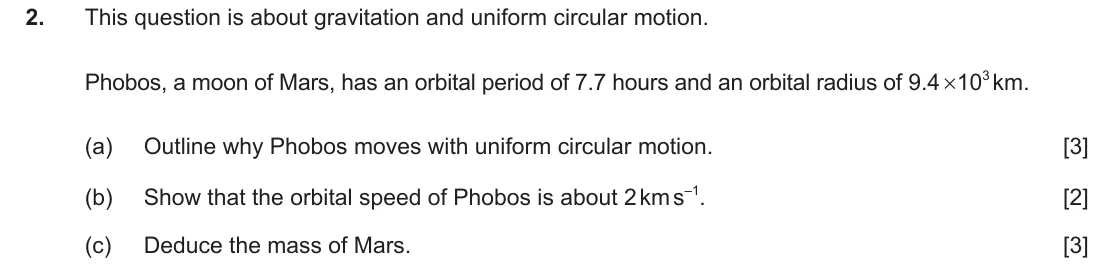 2. This question is about gravitation and uniform circular motion.
Phobos, a moon of Mars, has an orbital period of 7.7 hours and an orbital radius of 9.4×10³ km.
(a) Outline why Phobos moves with uniform circular motion. [3]
(b) Show that the orbital speed of Phobos is about 2 km s⁻¹. [2]
(c) Deduce the mass of Mars. [3]